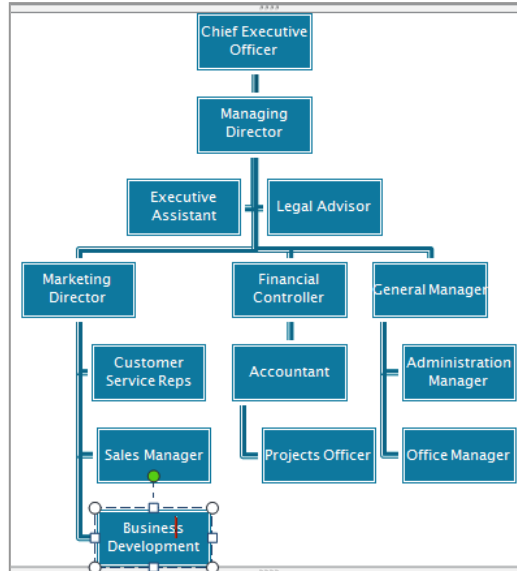 Chief Executive
Officer
Managing
Director
Executive
Assistant
Legal Advisor
Marketing
Director
Financial
Controller
General Manager
Customer
Service Reps
Accountant
Administration
Manager
Sales Manager
Projects Officer
Office Manager
Business
Development